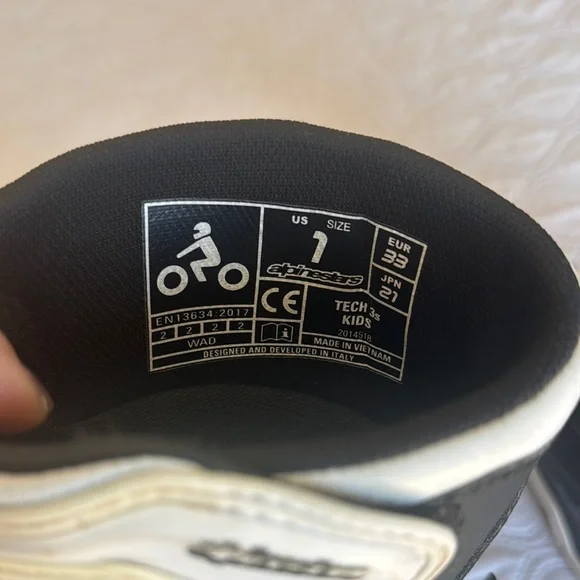 US SIZE
1
alpinestars
EUR
33
JPN
21
EN13634:2017
2 2 2 2
WAD
CE
i
TECH 3s
KIDS
2014518
MADE IN VIETNAM
DESIGNED AND DEVELOPED IN ITALY